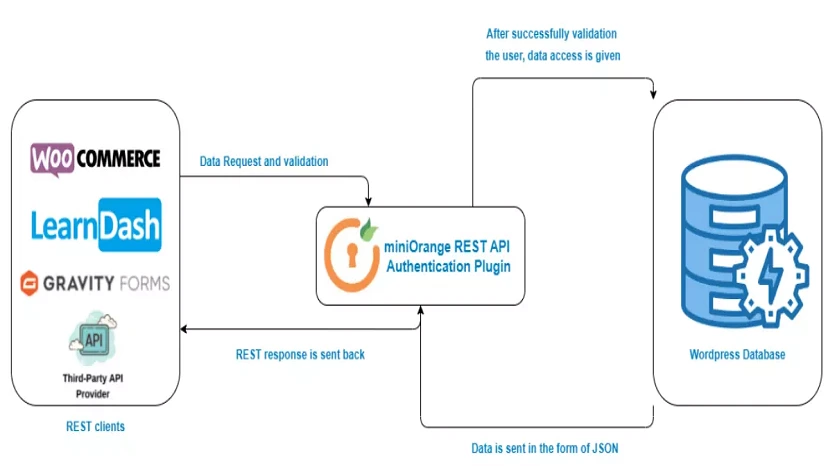 After successfully validation
the user, data access is given
WOO COMMERCE
Data Request and validation
LearnDash
miniOrange REST API
Authentication Plugin
GRAVITY FORMS
API
REST response is sent back
Wordpress Database
Third-Party API
Provider
REST clients
Data is sent in the form of JSON